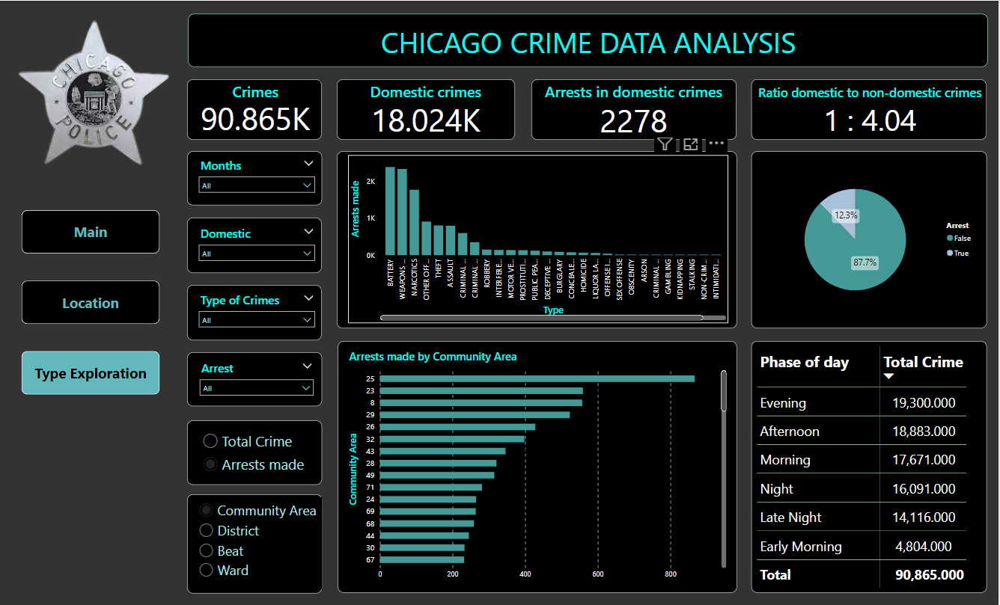 CHICAGO POLICE
CHICAGO CRIME DATA ANALYSIS
Crimes
90.865K
Domestic crimes
18.024K
Arrests in domestic crimes
2278
Ratio domestic to non-domestic crimes
1 : 4.04
Main
Location
Type Exploration
Months
All
Domestic
All
Type of Crimes
All
Arrest
All
Total Crime
Arrests made
Community Area
District
Beat
Ward
Arrests made
2K
1K
0K
BATTERY
WEAPONS ...
NARCOTICS
OTHER OFF...
THEFT
ASSAULT
CRIMINAL ...
CRIMINAL ...
ROBBERY
INTERFERE...
MOTOR VE...
PROSTITUTI...
PUBLIC PEA...
DECEPTIVE ...
BURGLARY
CONCEALE...
HOMICIDE
LIQUOR LA...
OFFENSE I...
SEX OFFENSE
OBSCENITY
ARSON
CRIMINAL ...
GAMBLING
KIDNAPPING
STALKING
NON-CRIM...
INTIMIDATI...
Type
12.3%
87.7%
Arrest
False
True
Arrests made by Community Area
Community Area
25
23
8
29
26
32
43
28
49
71
24
69
68
44
30
67
0 200 400 600 800
Phase of day Total Crime
Evening 19,300.000
Afternoon 18,883.000
Morning 17,671.000
Night 16,091.000
Late Night 14,116.000
Early Morning 4,804.000
Total 90,865.000